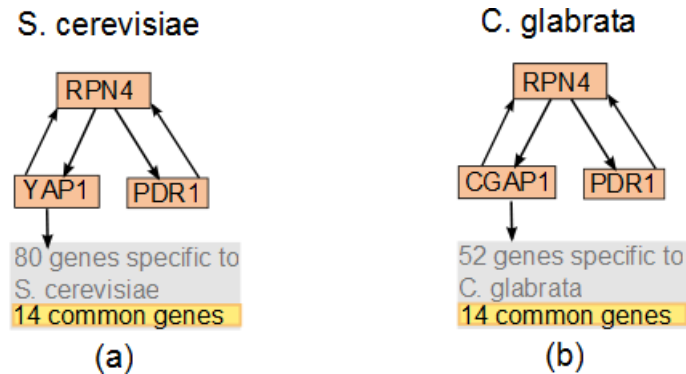 S. cerevisiae
RPN4
YAP1
PDR1
80 genes specific to
S. cerevisiae
14 common genes
(a)
C. glabrata
RPN4
CGAP1
PDR1
52 genes specific to
C. glabrata
14 common genes
(b)